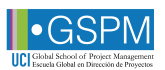 •GSPM
UCI Global School of Project Management
Escuela Global en Dirección de Proyectos